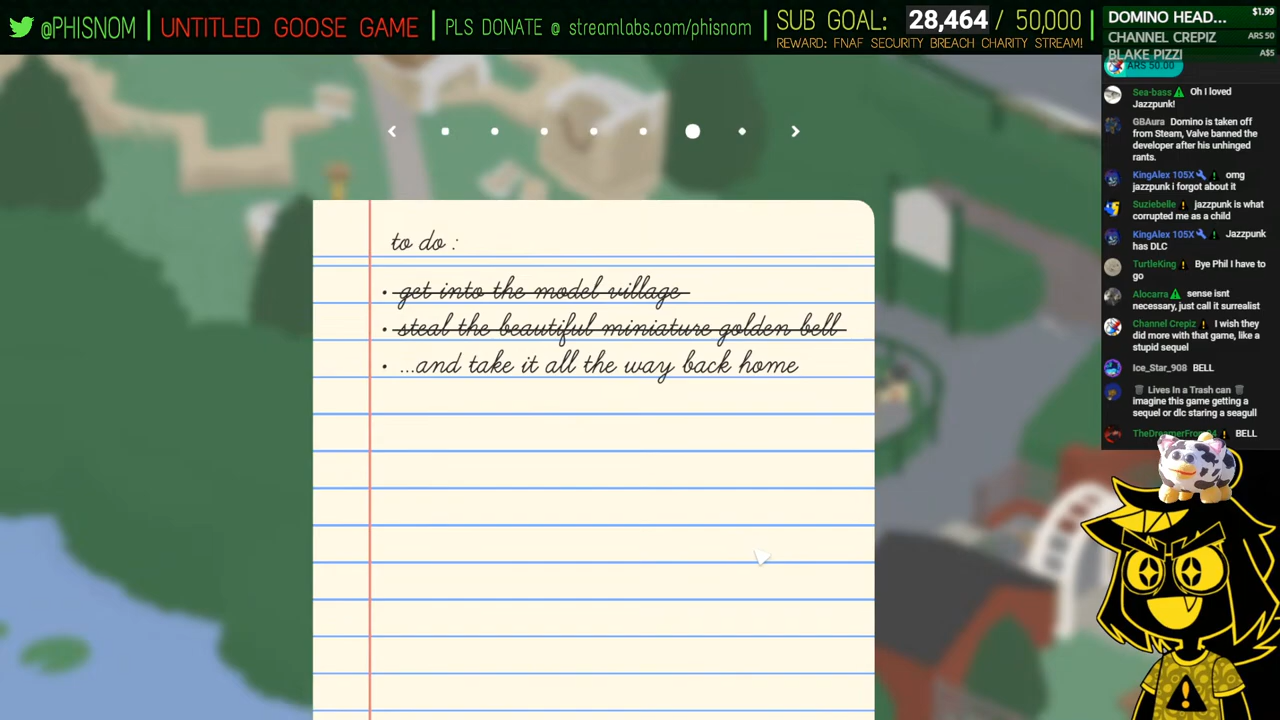 @PHISNOM | UNTITLED GOOSE GAME | PLS DONATE @ streamlabs.com/phisnom | SUB GOAL: 28,464 / 50,000
REWARD: FNAF SECURITY BREACH CHARITY STREAM!
DOMINO HEAD... $1.99
CHANNEL CREPIZ ARS 50
BLAKE PIZZI A$5
ARS 50.00
Sea-bass Oh I loved
Jazzpunk!
GBAura Domino is taken off
from Steam, Valve banned the
developer after his unhinged
rants.
KingAlex 105X omg
jazzpunk i forgot about it
Suziebelle jazzpunk is what
corrupted me as a child
KingAlex 105X Jazzpunk
has DLC
TurtleKing Bye Phil I have to
go
Alocarra sense isnt
necessary, just call it surrealist
Channel Crepiz I wish they
did more with that game, like a
stupid sequel
Ice_Star_908 BELL
Lives In a Trash can
imagine this game getting a
sequel or dlc staring a seagull
BELL
to do :
• get into the model village
• steal the beautiful miniature golden bell
• ...and take it all the way back home